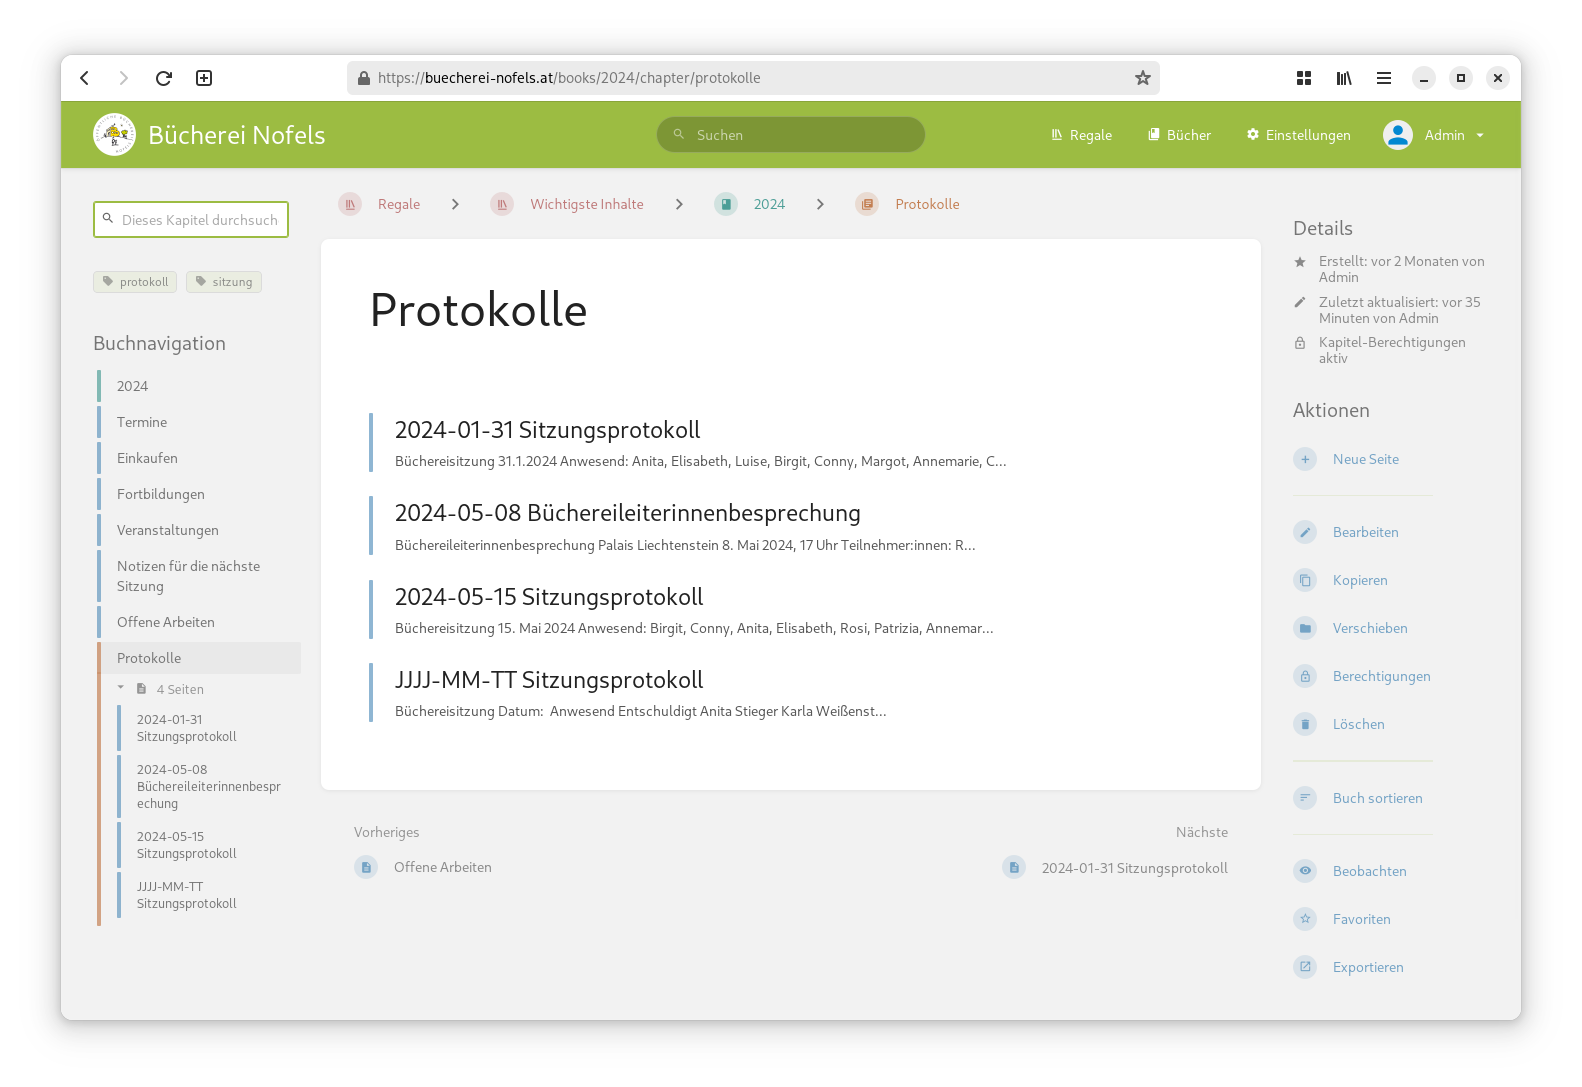 https://buecherei-nofels.at/books/2024/chapter/protokolle
Bücherei Nofels
Suchen
Regale
Bücher
Einstellungen
Admin
Dieses Kapitel durchsuch
protokoll
sitzung
Buchnavigation
2024
Termine
Einkaufen
Fortbildungen
Veranstaltungen
Notizen für die nächste
Sitzung
Offene Arbeiten
Protokolle
4 Seiten
2024-01-31
Sitzungsprotokoll
2024-05-08
Büchereileiterinnenbespr
echung
2024-05-15
Sitzungsprotokoll
JJJJ-MM-TT
Sitzungsprotokoll
Regale
Wichtigste Inhalte
2024
Protokolle
Protokolle
2024-01-31 Sitzungsprotokoll
Büchereisitzung 31.1.2024 Anwesend: Anita, Elisabeth, Luise, Birgit, Conny, Margot, Annemarie, C...
2024-05-08 Büchereileiterinnenbesprechung
Büchereileiterinnenbesprechung Palais Liechtenstein 8. Mai 2024, 17 Uhr Teilnehmer:innen: R...
2024-05-15 Sitzungsprotokoll
Büchereisitzung 15. Mai 2024 Anwesend: Birgit, Conny, Anita, Elisabeth, Rosi, Patrizia, Annemar...
JJJJ-MM-TT Sitzungsprotokoll
Büchereisitzung Datum:  Anwesend Entschuldigt Anita Stieger Karla Weißenst...
Vorheriges
Offene Arbeiten
Nächste
2024-01-31 Sitzungsprotokoll
Details
Erstellt: vor 2 Monaten von
Admin
Zuletzt aktualisiert: vor 35
Minuten von Admin
Kapitel-Berechtigungen
aktiv
Aktionen
Neue Seite
Bearbeiten
Kopieren
Verschieben
Berechtigungen
Löschen
Buch sortieren
Beobachten
Favoriten
Exportieren